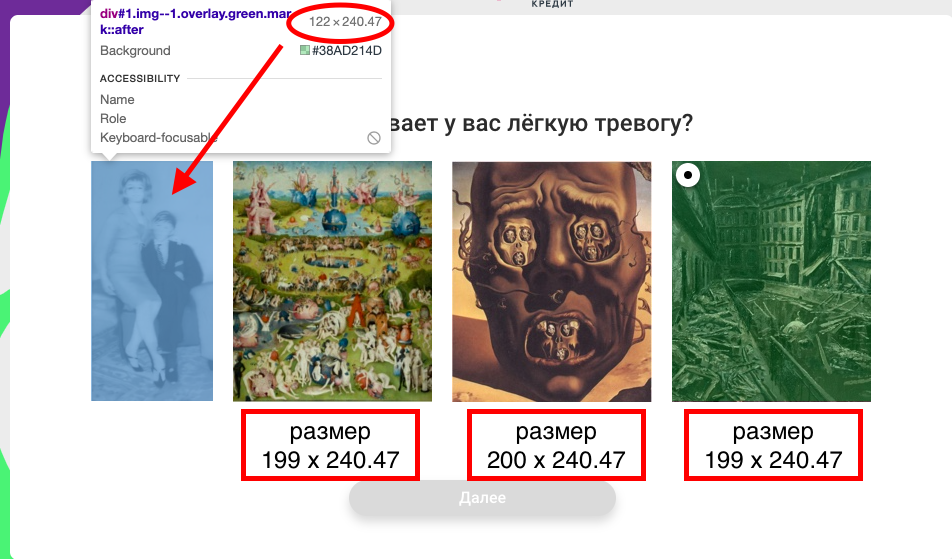 КРЕДИТ
div#1.img--1.overlay.green.mar
k::after
122 × 240.47
Background
#38AD214D
ACCESSIBILITY
Name
Role
Keyboard-focusable
вает у вас лёгкую тревогу?
размер
199 x 240.47
размер
200 x 240.47
размер
199 x 240.47
Далее